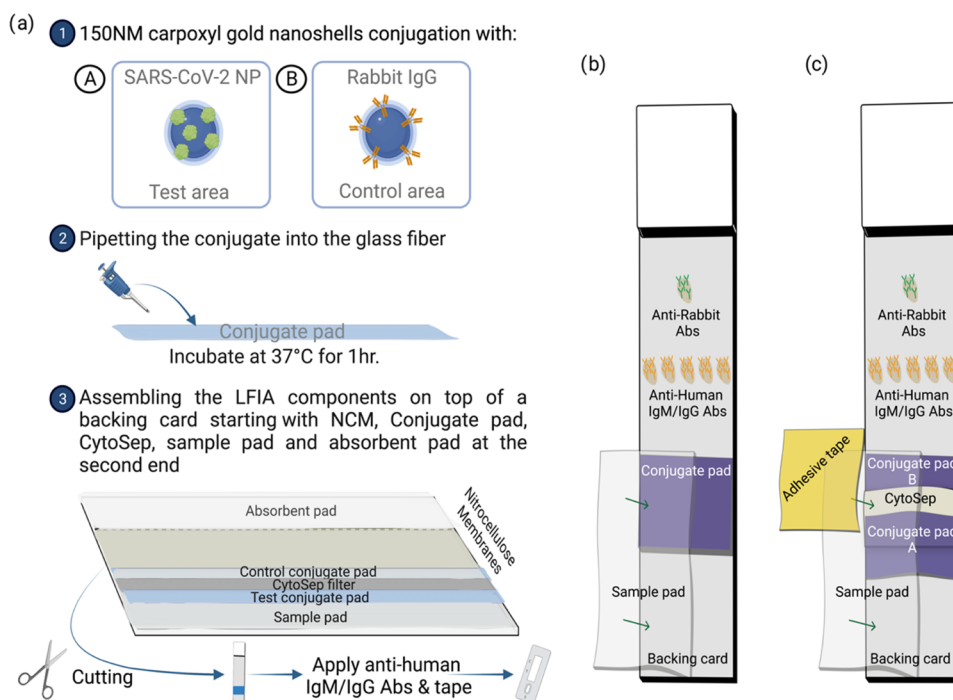 (a)
1 150NM carpoxyl gold nanoshells conjugation with:
A SARS-CoV-2 NP
Test area
B Rabbit IgG
Control area
2 Pipetting the conjugate into the glass fiber
Conjugate pad
Incubate at 37°C for 1hr.
3 Assembling the LFIA components on top of a
backing card starting with NCM, Conjugate pad,
CytoSep, sample pad and absorbent pad at the
second end
Absorbent pad
Nitrocellulose
Membranes
Control conjugate pad
CytoSep filter
Test conjugate pad
Sample pad
Cutting
Apply anti-human
IgM/IgG Abs & tape
(b)
Anti-Rabbit
Abs
Anti-Human
IgM/IgG Abs
Conjugate pad
Sample pad
Backing card
(c)
Anti-Rabbit
Abs
Anti-Human
IgM/IgG Abs
Adhesive tape
Conjugate pad
B
CytoSep
Conjugate pad
A
Sample pad
Backing card